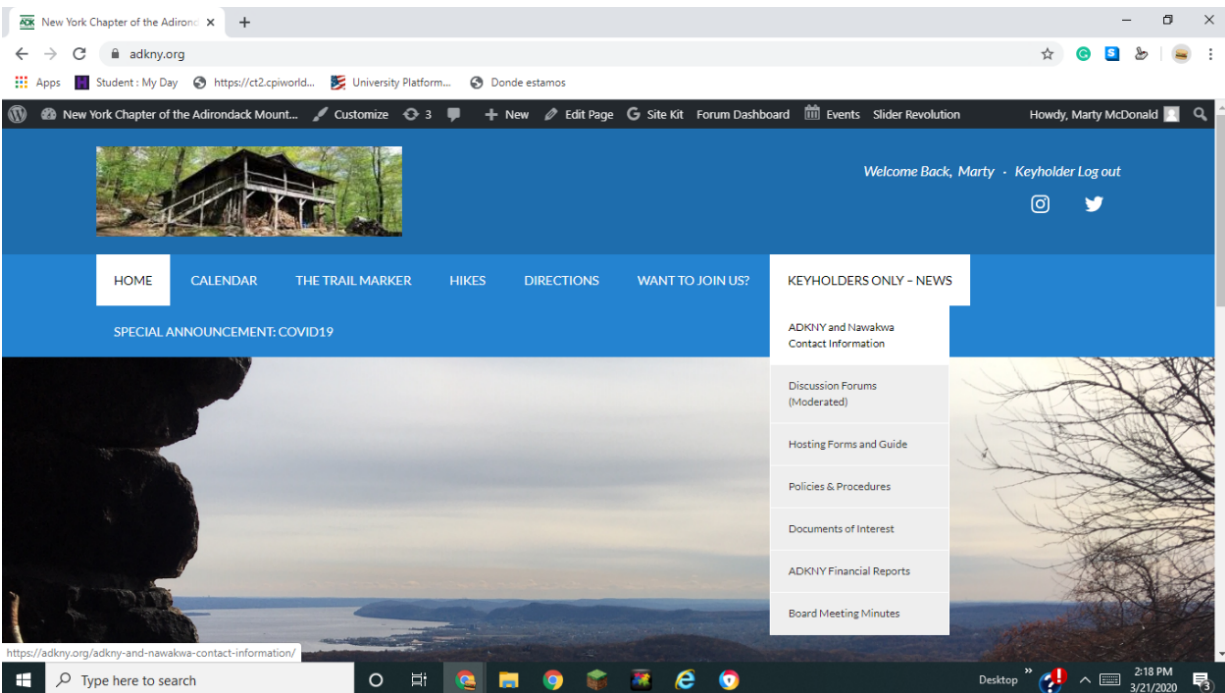 ADK New York Chapter of the Adirond
adkny.org
Apps Student : My Day https://ct2.cpiworld... University Platform... Donde estamos
New York Chapter of the Adirondack Mount... Customize 3 New Edit Page Site Kit Forum Dashboard Events Slider Revolution Howdy, Marty McDonald
Welcome Back, Marty · Keyholder Log out
HOME CALENDAR THE TRAIL MARKER HIKES DIRECTIONS WANT TO JOIN US? KEYHOLDERS ONLY – NEWS
SPECIAL ANNOUNCEMENT: COVID19
ADKNY and Nawakwa
Contact Information
Discussion Forums
(Moderated)
Hosting Forms and Guide
Policies & Procedures
Documents of Interest
ADKNY Financial Reports
Board Meeting Minutes
https://adkny.org/adkny-and-nawakwa-contact-information/
Type here to search Desktop 2:18 PM
3/21/2020 3